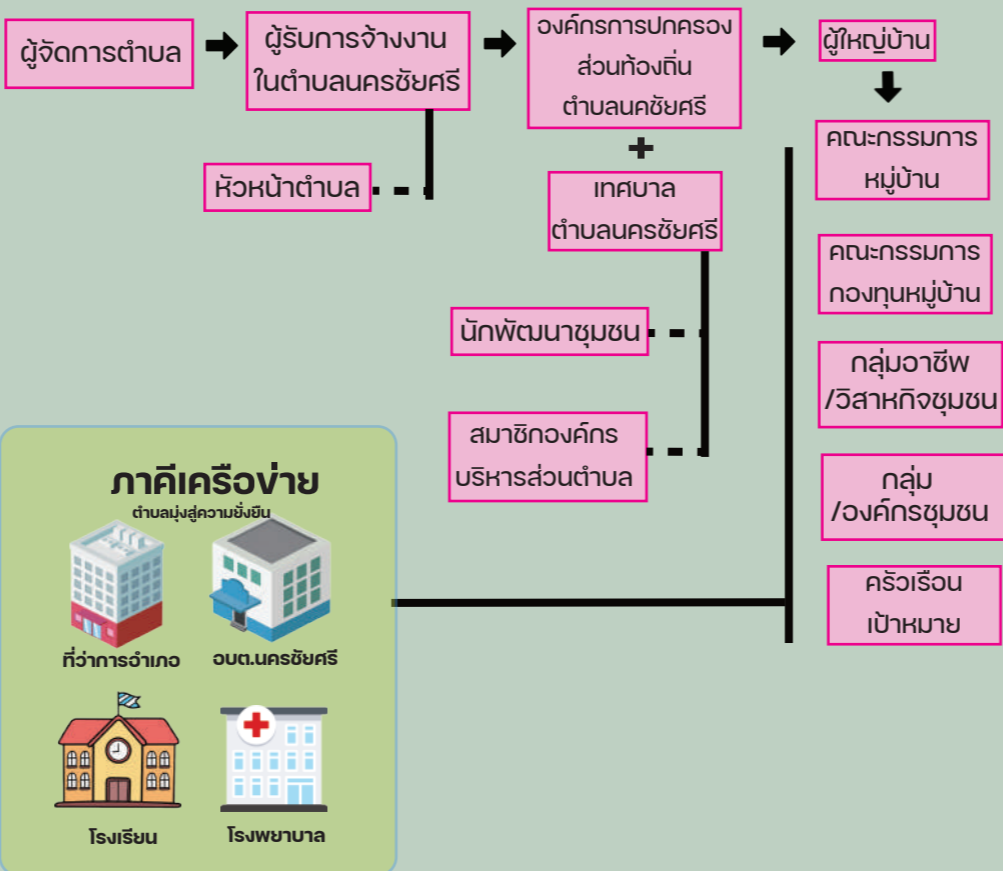 ผู้จัดการตำบล
ผู้รับการจ้างงาน
ในตำบลนครชัยศรี
องค์กรการปกครอง
ส่วนท้องถิ่น
ตำบลนคชัยศรี
ผู้ใหญ่บ้าน
หัวหน้าตำบล
+
เทศบาล
ตำบลนครชัยศรี
นักพัฒนาชุมชน
สมาชิกองค์กร
บริหารส่วนตำบล
คณะกรรมการ
หมู่บ้าน
คณะกรรมการ
กองทุนหมู่บ้าน
กลุ่มอาชีพ
/วิสาหกิจชุมชน
กลุ่ม
/องค์กรชุมชน
ครัวเรือน
เป้าหมาย
ภาคีเครือข่าย
ตำบลมุ่งสู่ความยั่งยืน
ที่ว่าการอำเภอ
อบต.นครชัยศรี
โรงเรียน
โรงพยาบาล